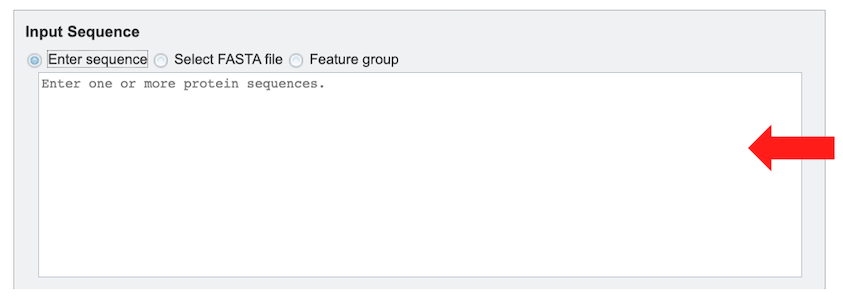 Input Sequence
Enter sequence Select FASTA file Feature group
Enter one or more protein sequences.